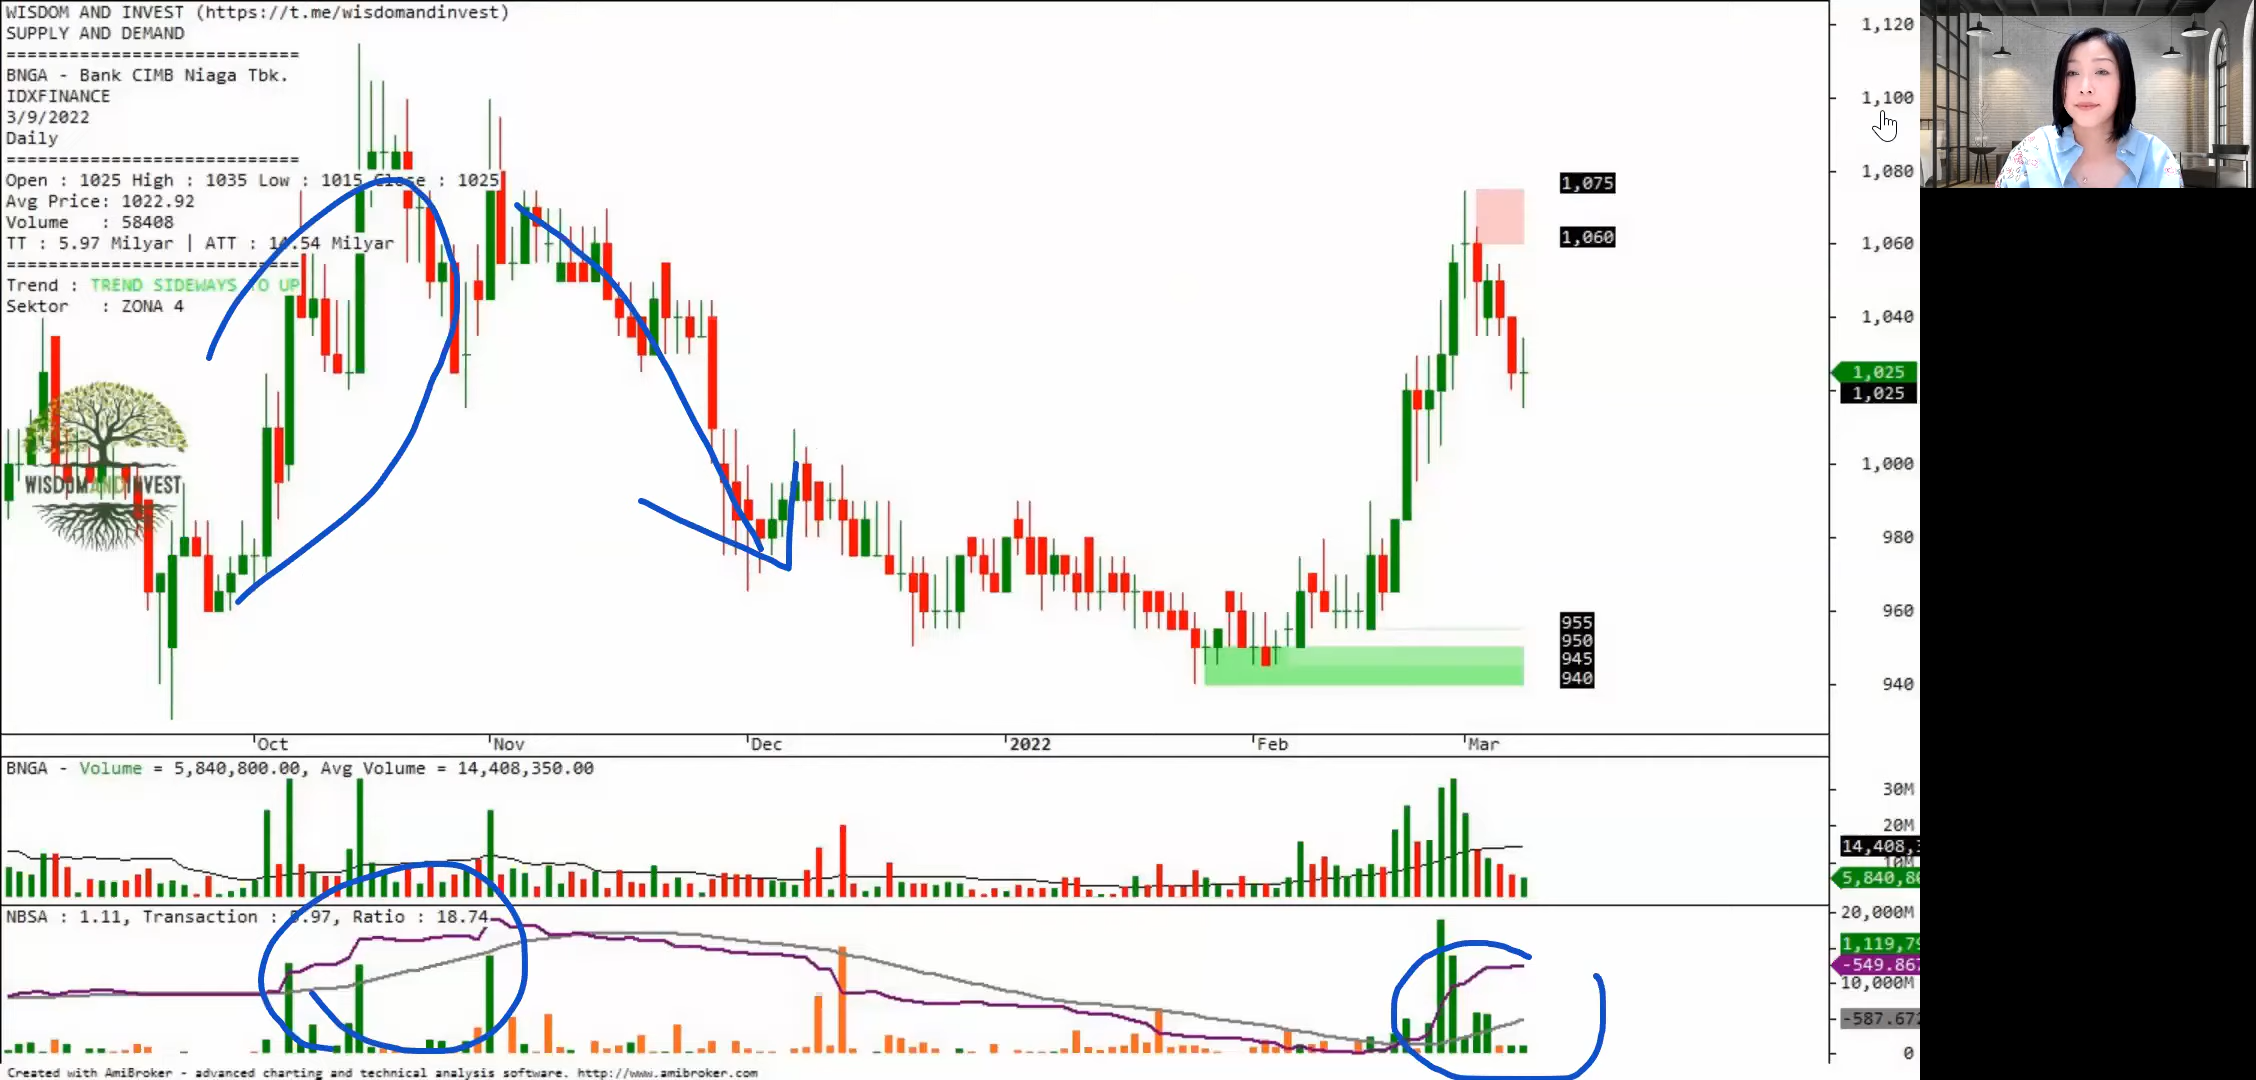 WISDOM AND INVEST (https://t.me/wisdomandinvest)
SUPPLY AND DEMAND
============================
BNGA - Bank CIMB Niaga Tbk.
IDXFINANCE
3/9/2022
Daily
============================
Open : 1025 High : 1035 Low : 1015 Close : 1025
Avg Price: 1022.92
Volume : 58408
TT : 5.97 Milyar | ATT : 14.54 Milyar
============================
Trend : TREND SIDEWAYS TO UP
Sektor : ZONA 4
WISDOMANDINVEST
1,075
1,060
955
950
945
940
1,120
1,100
1,080
1,060
1,040
1,025
1,025
1,000
980
960
940
Oct Nov Dec 2022 Feb Mar
BNGA - Volume = 5,840,800.00, Avg Volume = 14,408,350.00
30M
20M
14,408,3
10M
5,840,80
NBSA : 1.11, Transaction : 5.97, Ratio : 18.74
20,000M
1,119,79
-549.867
10,000M
-587.672
0
Created with AmiBroker - advanced charting and technical analysis software. http://www.amibroker.com